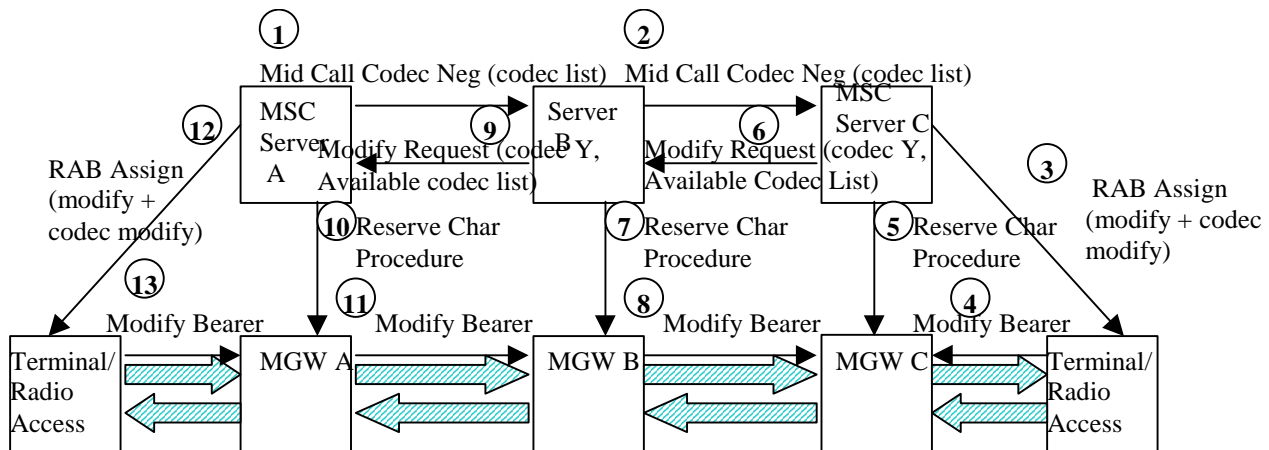 1
2
Mid Call Codec Neg (codec list)
Mid Call Codec Neg (codec list)
MSC
Server
A
Server
B
MSC
Server C
12
9
6
3
Modify Request (codec Y,
Available codec list)
Modify Request (codec Y,
Available Codec List)
RAB Assign
(modify +
codec modify)
RAB Assign
(modify + codec
modify)
10
Reserve Char
Procedure
7
Reserve Char
Procedure
5
Reserve Char
Procedure
13
11
8
4
Modify Bearer
Modify Bearer
Modify Bearer
Modify Bearer
Terminal/
Radio
Access
MGW A
MGW B
MGW C
Terminal/
Radio
Access